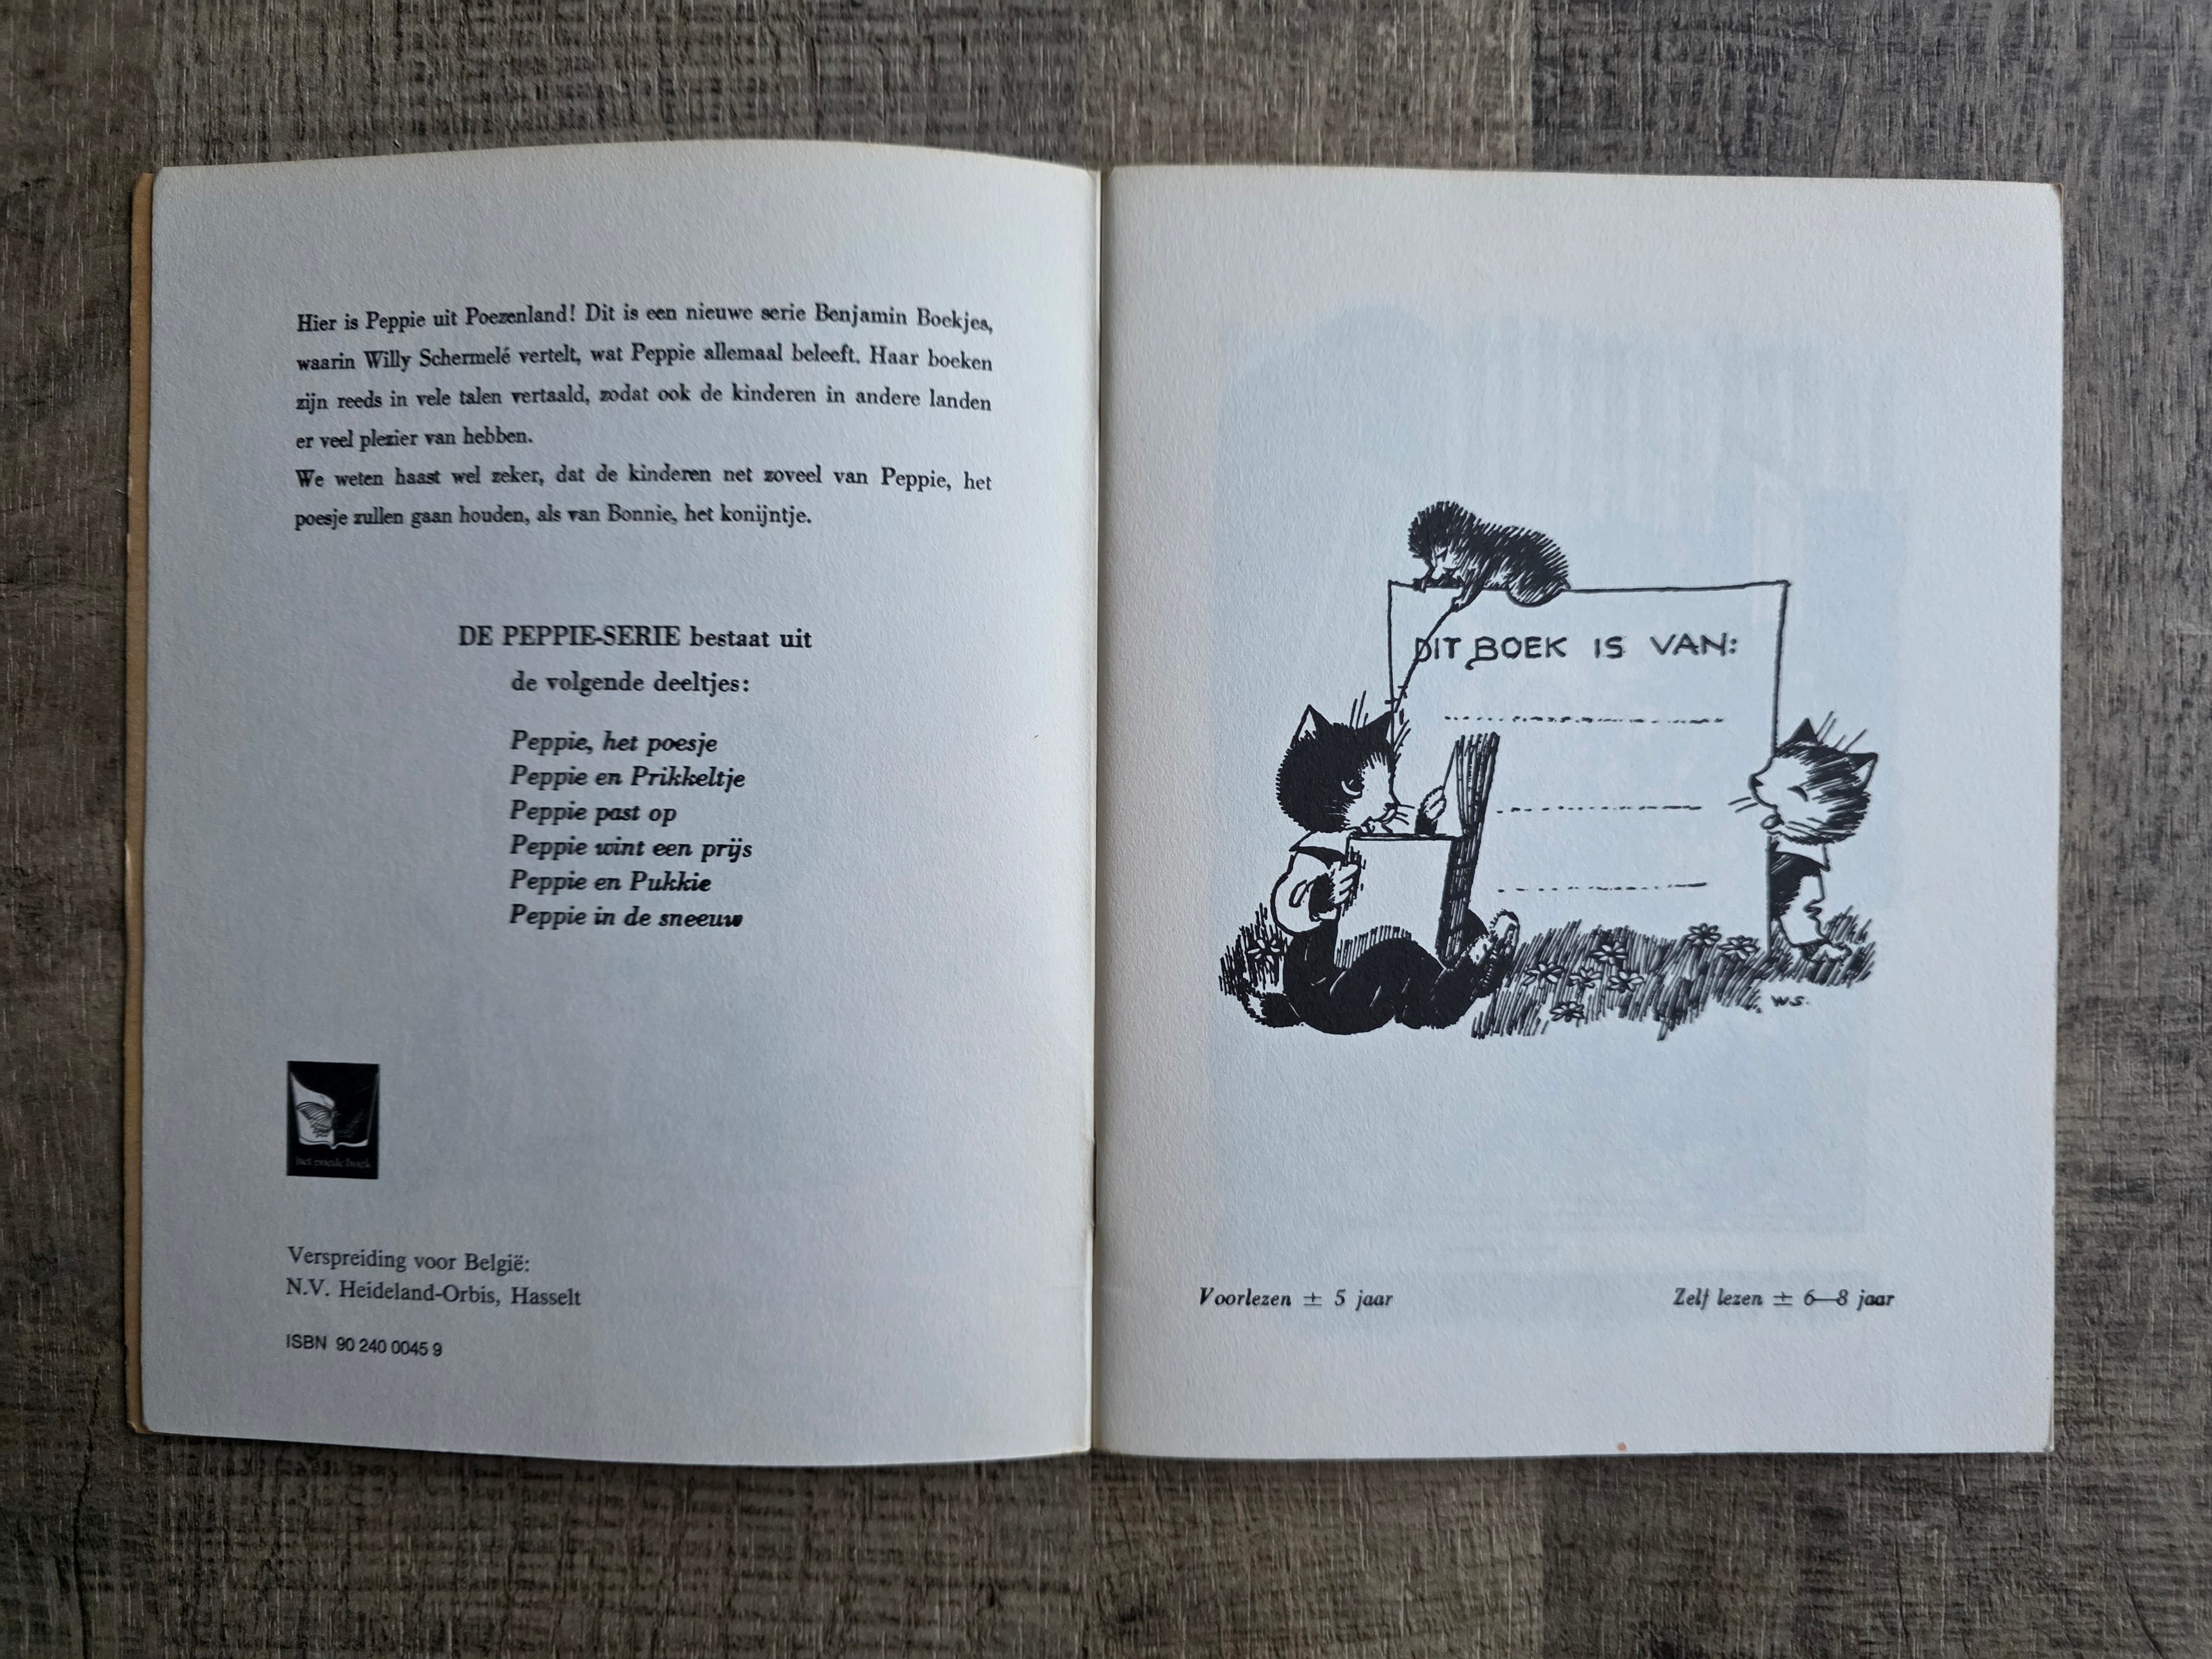 Hier is Peppie uit Poezenland! Dit is een nieuwe serie Benjamin Boekjes,
waarin Willy Schermelé vertelt, wat Peppie allemaal beleeft. Haar boeken
zijn reeds in vele talen vertaald, zodat ook de kinderen in andere landen
er veel plezier van hebben.
We weten haast wel zeker, dat de kinderen net zoveel van Peppie, het
poesje zullen gaan houden, als van Bonnie, het konijntje.
DE PEPPIE-SERIE bestaat uit
de volgende deeltjes:
Peppie, het poesje
Peppie en Prikkeltje
Peppie past op
Peppie wint een prijs
Peppie en Pukkie
Peppie in de sneeuw
het goede boek
Verspreiding voor België:
N.V. Heideland-Orbis, Hasselt
ISBN 90 240 0045 9
DIT BOEK IS VAN:
W.S.
Voorlezen ± 5 jaar
Zelf lezen ± 6—8 jaar